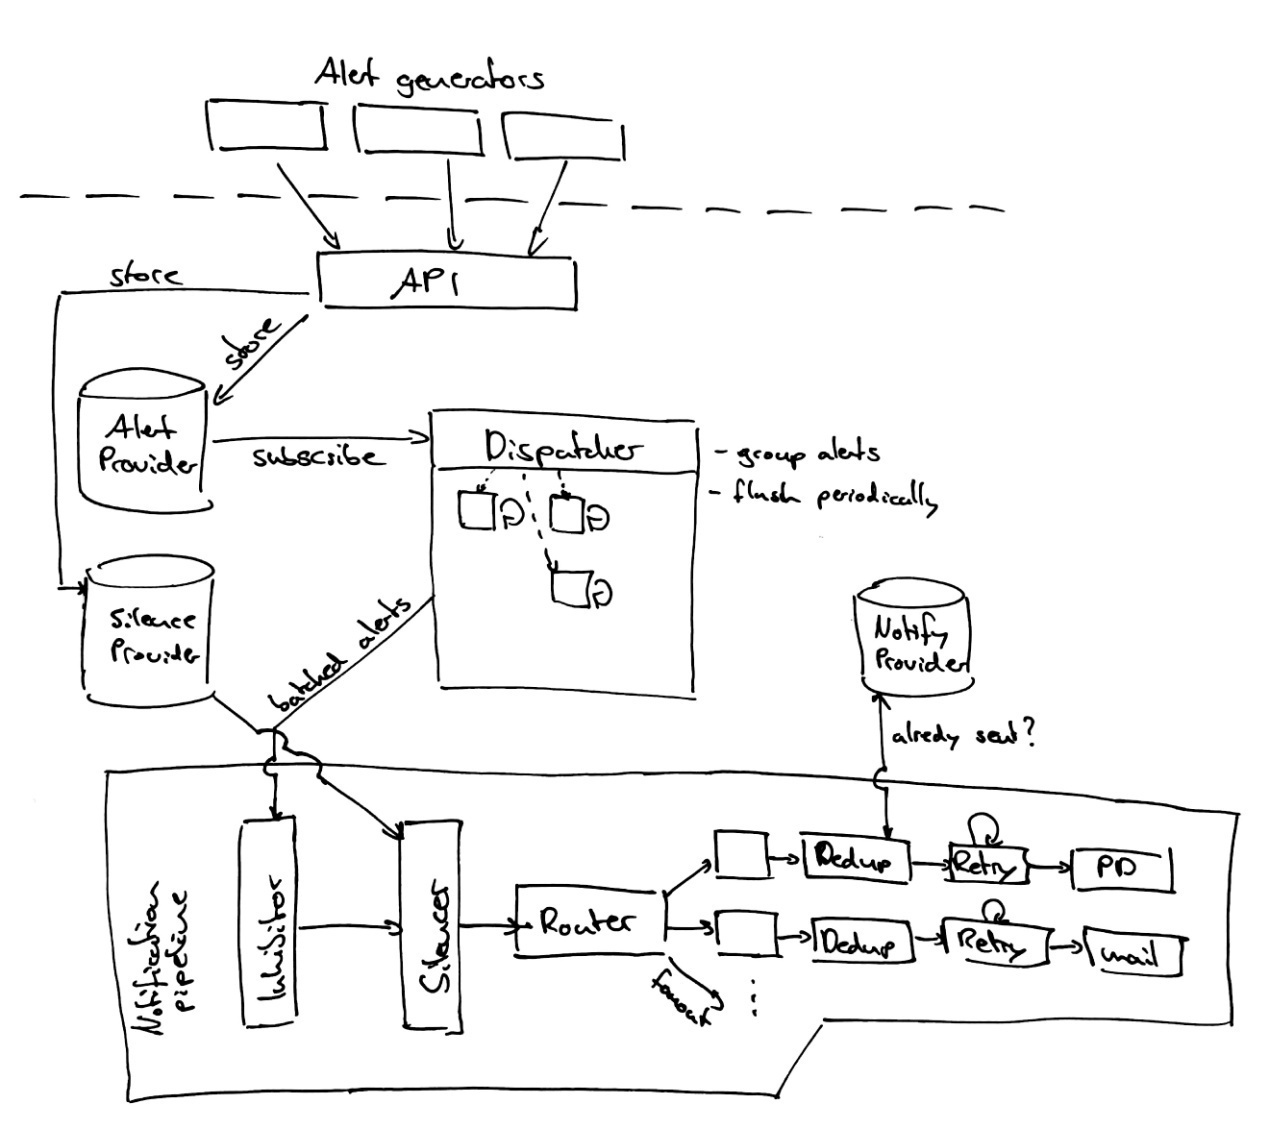 Alert generators
API
store
store
Alert
Provider
subscribe
Dispatcher
- group alerts
- flush periodically
Silence
Provider
batched alerts
Notify
Provider
alredy sent?
Notification
pipeline
Inhibitor
Silencer
Router
fanout
Dedup
Retry
PD
Dedup
Retry
mail